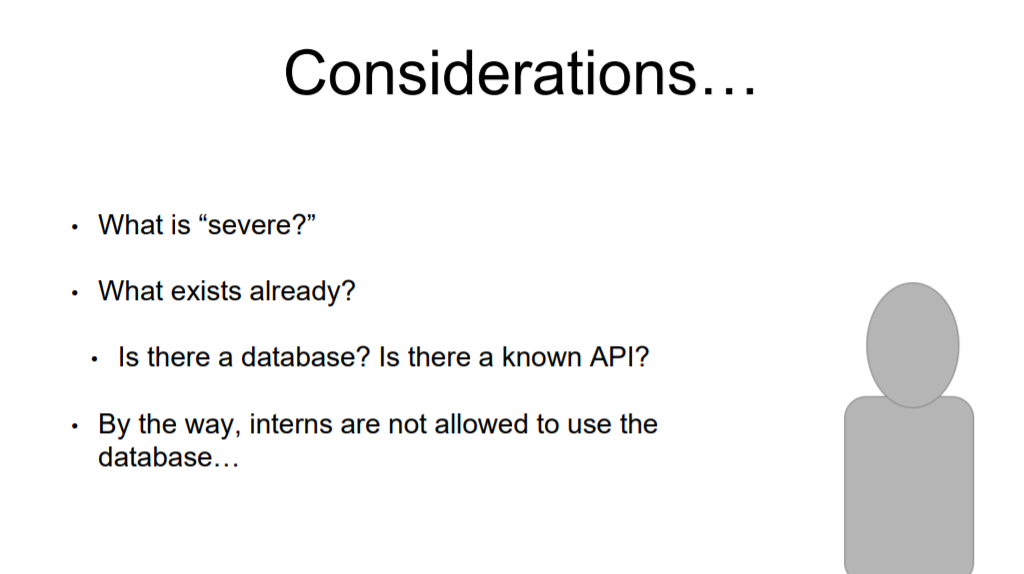 Considerations…
• What is “severe?”
• What exists already?
• Is there a database? Is there a known API?
• By the way, interns are not allowed to use the
database…